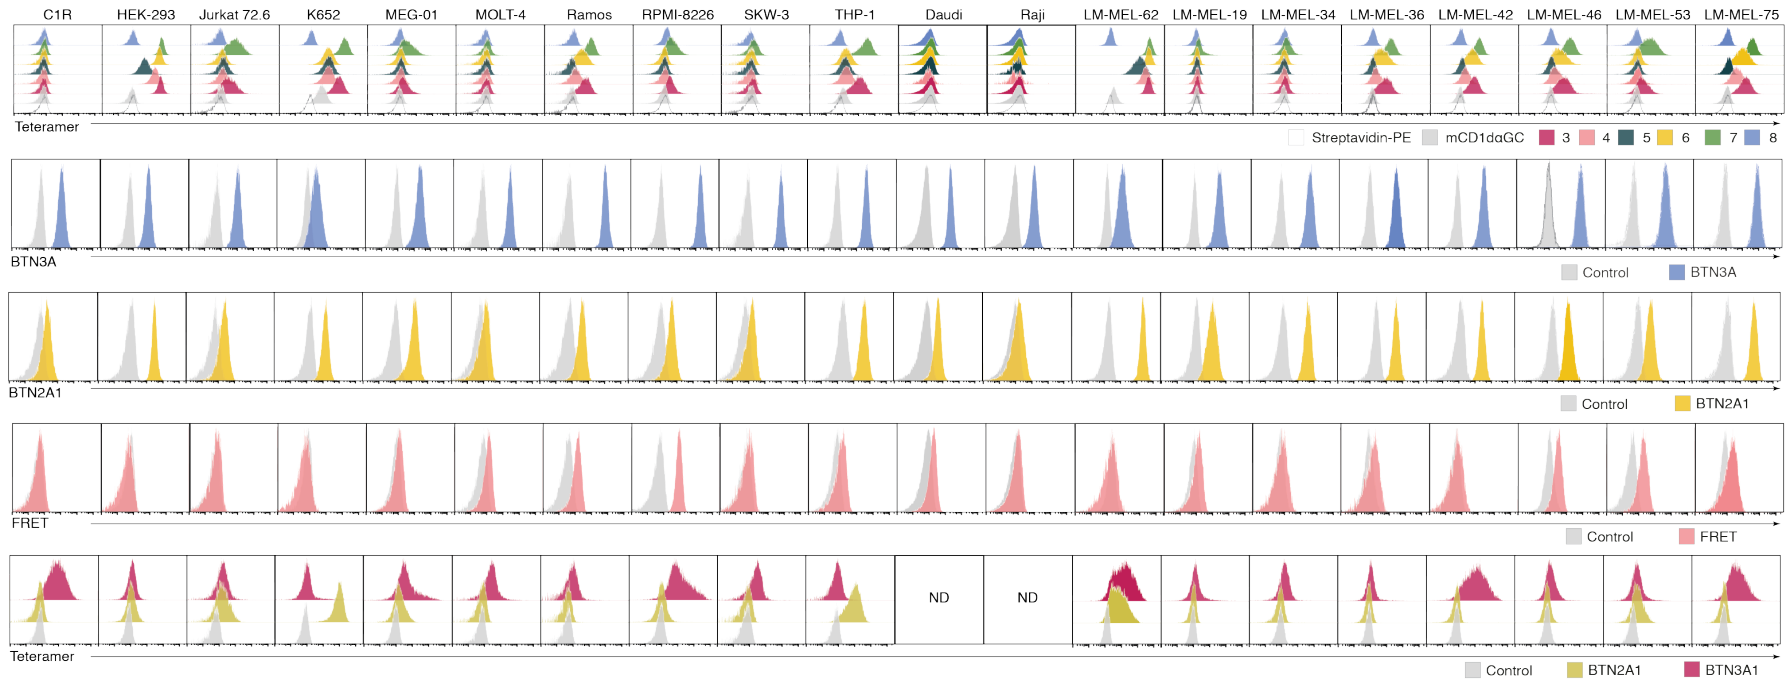 C1R HEK-293 Jurkat 72.6 K652 MEG-01 MOLT-4 Ramos RPMI-8226 SKW-3 THP-1 Daudi Raji LM-MEL-62 LM-MEL-19 LM-MEL-34 LM-MEL-36 LM-MEL-42 LM-MEL-46 LM-MEL-53 LM-MEL-75
Teteramer
Streptavidin-PE mCD1dαGC 3 4 5 6 7 8
BTN3A
Control BTN3A
BTN2A1
Control BTN2A1
FRET
Control FRET
ND ND
Teteramer
Control BTN2A1 BTN3A1